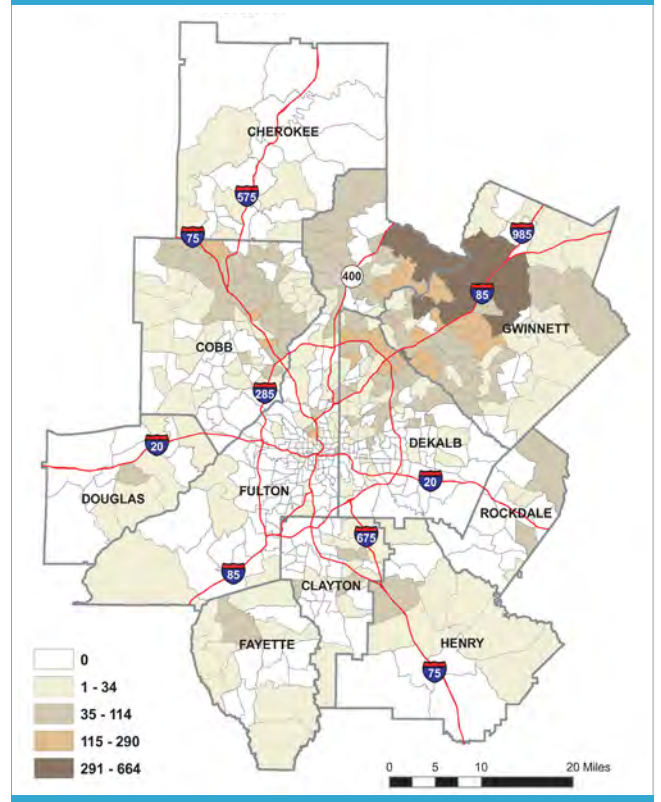 CHEROKEE
575
75
985
400
85
GWINNETT
COBB
285
20
DEKALB
DOUGLAS
FULTON
20
ROCKDALE
675
85
CLAYTON
FAYETTE
HENRY
75
0
1 - 34
35 - 114
115 - 290
291 - 664
0 5 10 20 Miles